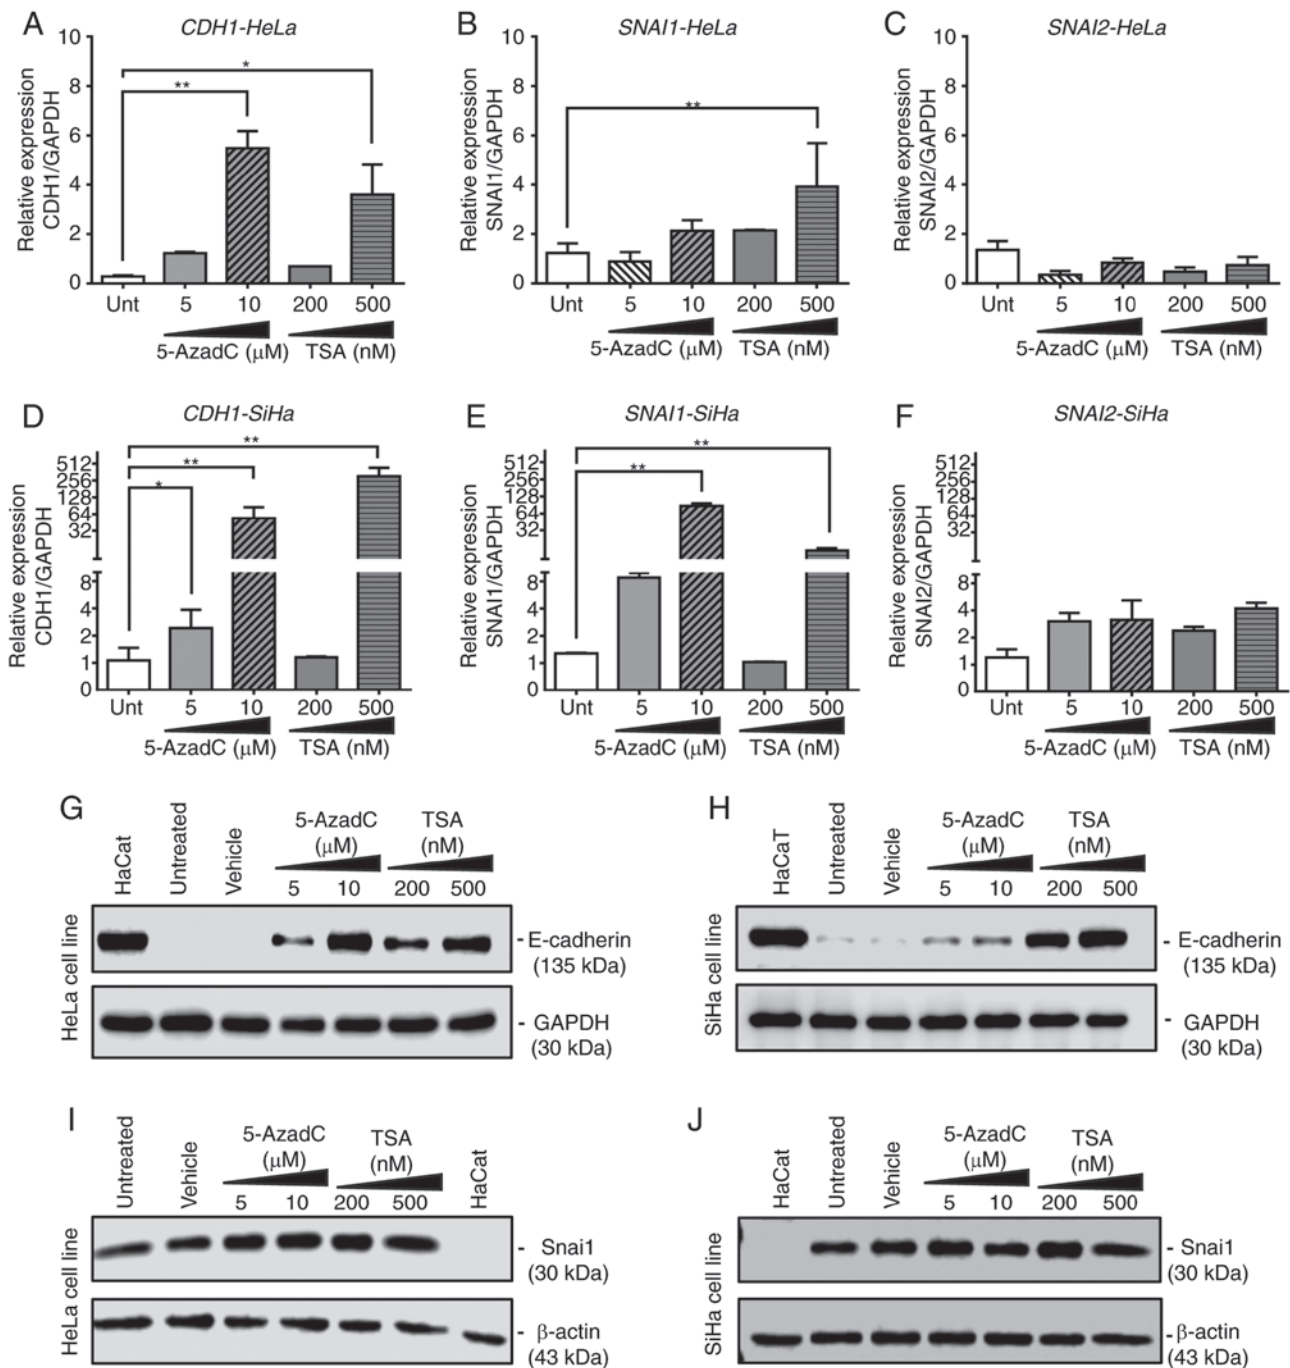 A
CDH1-HeLa
Relative expression
CDH1/GAPDH
10
8
6
4
2
0
*
**
Unt
5
10
200
500
5-AzadC (μM)
TSA (nM)
B
SNAI1-HeLa
Relative expression
SNAI1/GAPDH
10
8
6
4
2
0
**
Unt
5
10
200
500
5-AzadC (μM)
TSA (nM)
C
SNAI2-HeLa
Relative expression
SNAI2/GAPDH
10
8
6
4
2
0
Unt
5
10
200
500
5-AzadC (μM)
TSA (nM)
D
CDH1-SiHa
Relative expression
CDH1/GAPDH
512
256
128
64
32
8
4
2
1
0
**
**
*
Unt
5
10
200
500
5-AzadC (μM)
TSA (nM)
E
SNAI1-SiHa
Relative expression
SNAI1/GAPDH
512
256
128
64
32
8
4
2
1
0
**
**
Unt
5
10
200
500
5-AzadC (μM)
TSA (nM)
F
SNAI2-SiHa
Relative expression
SNAI2/GAPDH
512
256
128
64
32
8
4
2
1
0
Unt
5
10
200
500
5-AzadC (μM)
TSA (nM)
G
HaCat
Untreated
Vehicle
5-AzadC
(μM)
TSA
(nM)
5
10
200
500
HeLa cell line
- E-cadherin
(135 kDa)
- GAPDH
(30 kDa)
H
HaCaT
Untreated
Vehicle
5-AzadC
(μM)
TSA
(nM)
5
10
200
500
SiHa cell line
- E-cadherin
(135 kDa)
- GAPDH
(30 kDa)
I
Untreated
Vehicle
5-AzadC
(μM)
TSA
(nM)
5
10
200
500
HaCat
HeLa cell line
- Snai1
(30 kDa)
- β-actin
(43 kDa)
J
HaCat
Untreated
Vehicle
5-AzadC
(μM)
TSA
(nM)
5
10
200
500
SiHa cell line
- Snai1
(30 kDa)
- β-actin
(43 kDa)